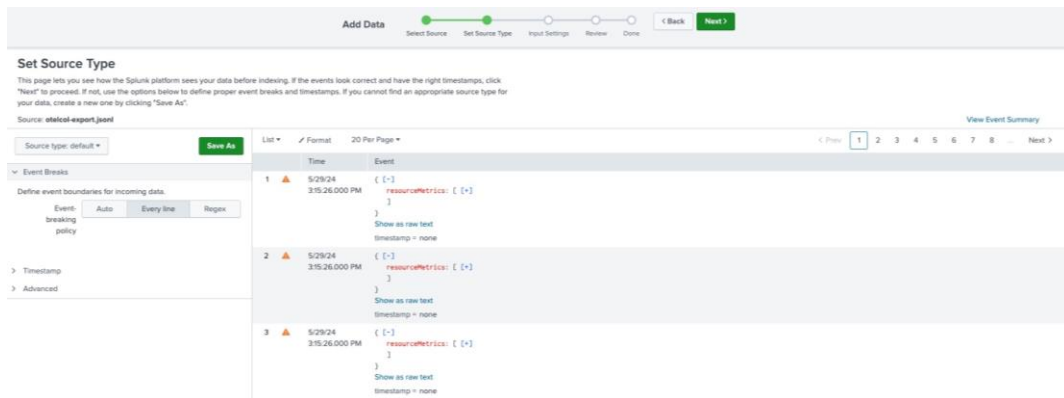 Add Data
Select Source
Set Source Type
Input Settings
Review
Done
< Back
Next >
Set Source Type
This page lets you see how the Splunk platform sees your data before indexing. If the events look correct and have the right timestamps, click
"Next" to proceed. If not, use the options below to define proper event breaks and timestamps. If you cannot find an appropriate source type for
your data, create a new one by clicking "Save As".
Source: otelcol-export.jsonl
View Event Summary
Source type: default
Save As
Event Breaks
Define event boundaries for incoming data.
Event-
breaking
policy
Auto
Every line
Regex
> Timestamp
> Advanced
List
Format
20 Per Page
< Prev
1 2 3 4 5 6 7 8 ... Next >
Time Event
1 5/29/24
3:15:26.000 PM
{ [-]
resourceMetrics: [ [+]
]
}
Show as raw text
timestamp = none
2 5/29/24
3:15:26.000 PM
{ [-]
resourceMetrics: [ [+]
]
}
Show as raw text
timestamp = none
3 5/29/24
3:15:26.000 PM
{ [-]
resourceMetrics: [ [+]
]
}
Show as raw text
timestamp = none